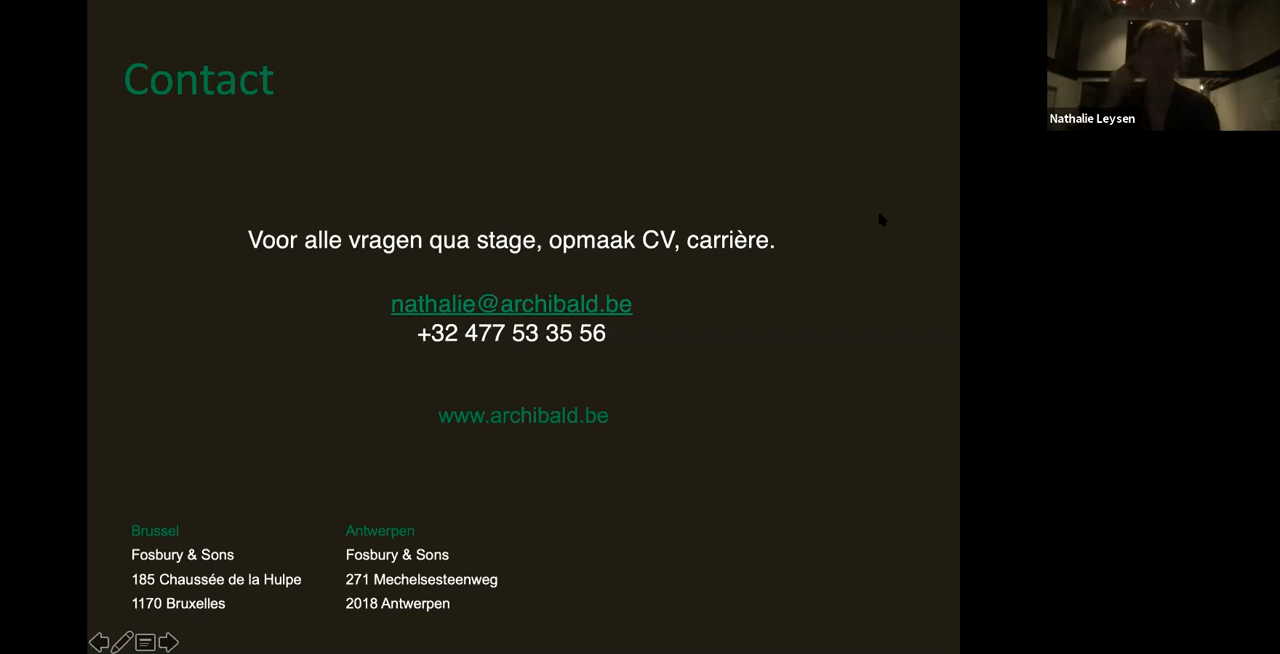 Contact
Nathalie Leysen
Voor alle vragen qua stage, opmaak CV, carrière.
nathalie@archibald.be
+32 477 53 35 56
www.archibald.be
Brussel
Fosbury & Sons
185 Chaussée de la Hulpe
1170 Bruxelles
Antwerpen
Fosbury & Sons
271 Mechelsesteenweg
2018 Antwerpen